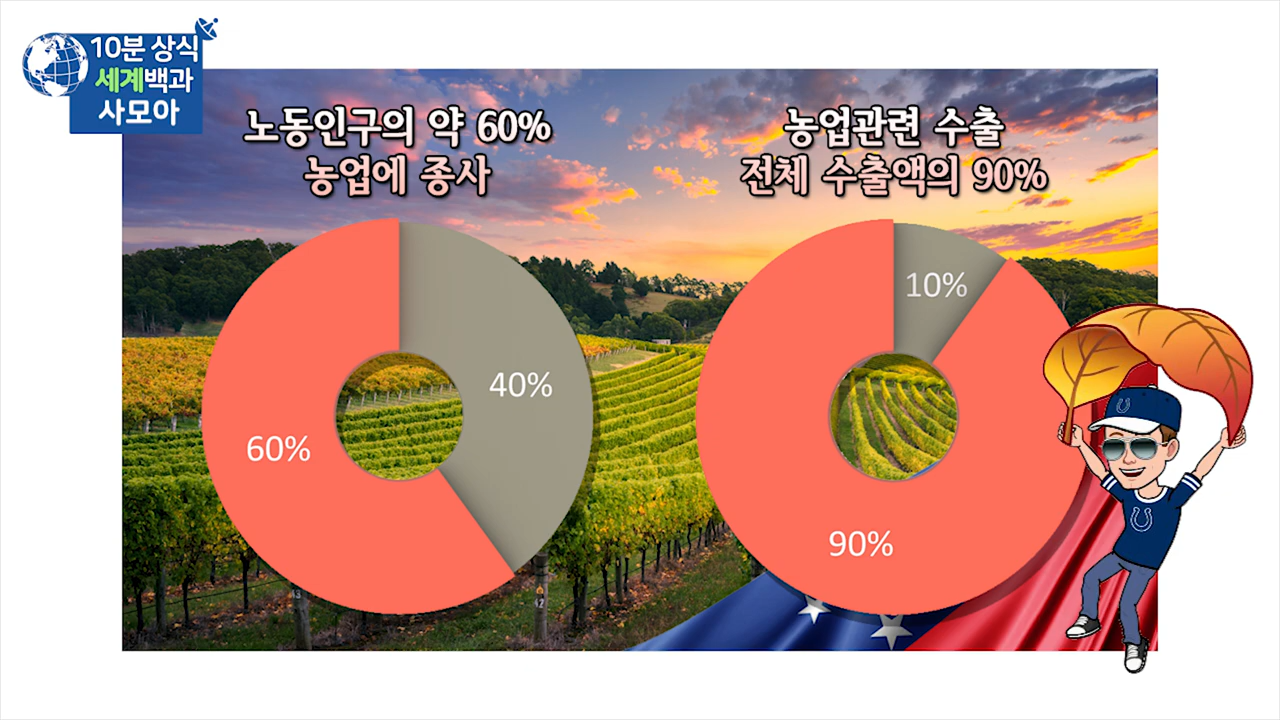 10분 상식
세계백과
사모아
노동인구의 약 60%
농업에 종사
농업관련 수출
전체 수출액의 90%
60%
40%
10%
90%